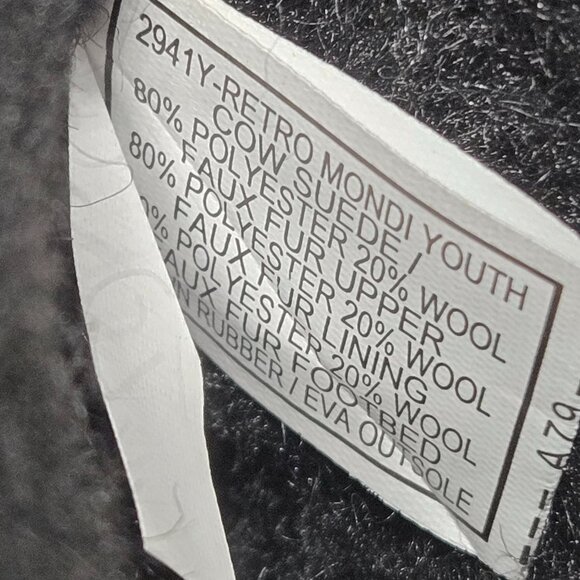 2941Y-RETRO MONDI YOUTH
COW SUEDE /
80% POLYESTER 20% WOOL
FAUX FUR UPPER
80% POLYESTER 20% WOOL
FAUX FUR LINING
POLYESTER 20% WOOL
FAUX FUR FOOTBED
RUBBER / EVA OUTSOLE
A79